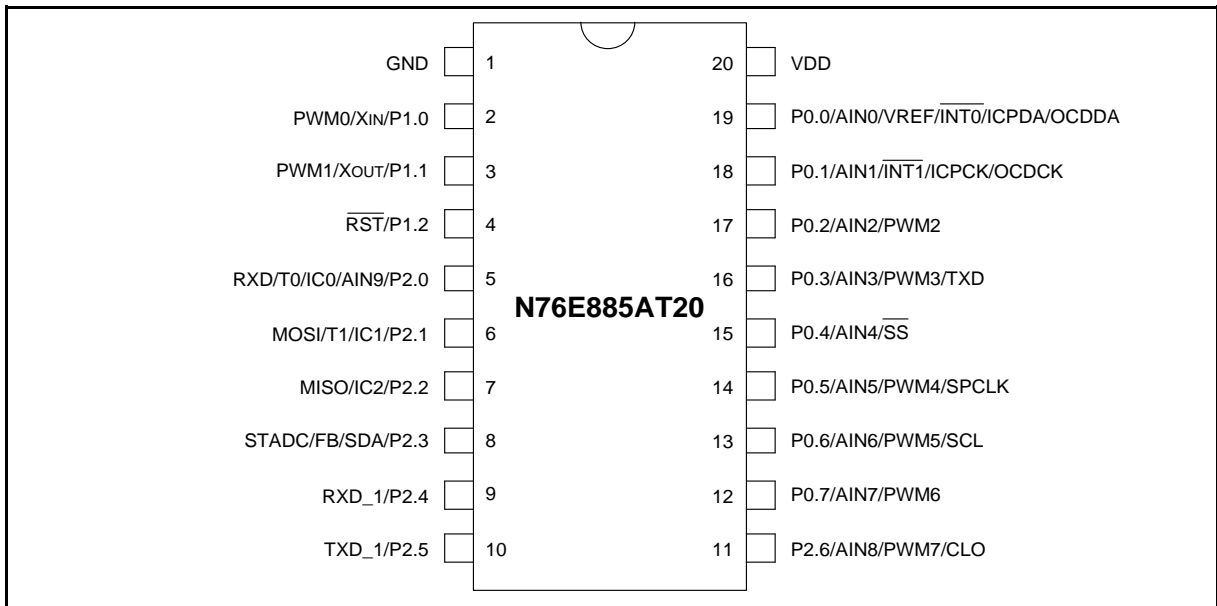 GND 1 20 VDD
PWM0/XIN/P1.0 2 19 P0.0/AIN0/VREF/INT0/ICPDA/OCDDA
PWM1/XOUT/P1.1 3 18 P0.1/AIN1/INT1/ICPCK/OCDCK
RST/P1.2 4 17 P0.2/AIN2/PWM2
RXD/T0/IC0/AIN9/P2.0 5 16 P0.3/AIN3/PWM3/TXD
N76E885AT20
MOSI/T1/IC1/P2.1 6 15 P0.4/AIN4/SS
MISO/IC2/P2.2 7 14 P0.5/AIN5/PWM4/SPCLK
STADC/FB/SDA/P2.3 8 13 P0.6/AIN6/PWM5/SCL
RXD_1/P2.4 9 12 P0.7/AIN7/PWM6
TXD_1/P2.5 10 11 P2.6/AIN8/PWM7/CLO